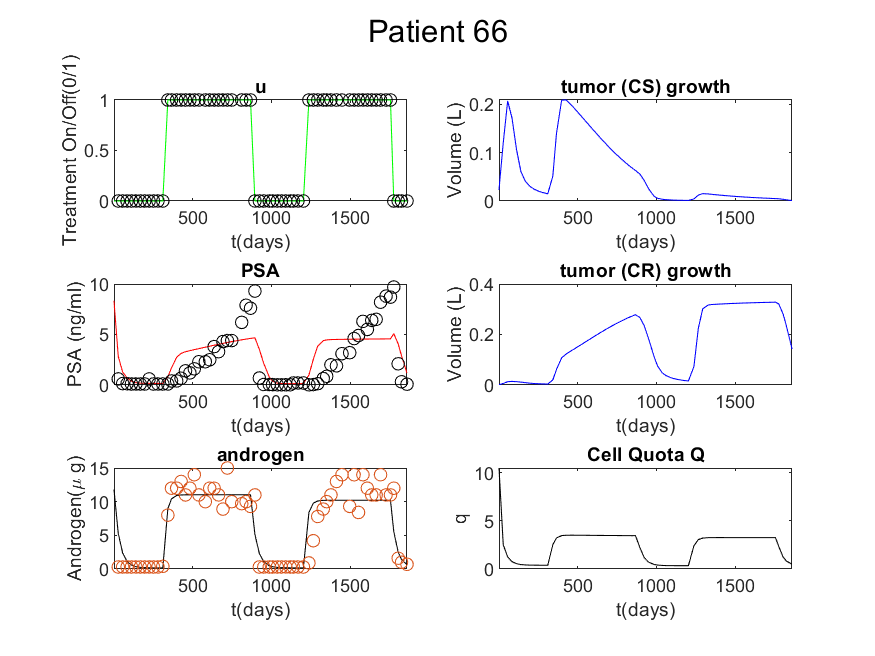 Patient 66
u
Treatment On/Off(0/1)
1
0.5
0
500 1000 1500
t(days)
tumor (CS) growth
Volume (L)
0.2
0.1
0
500 1000 1500
t(days)
PSA
PSA (ng/ml)
10
5
0
500 1000 1500
t(days)
tumor (CR) growth
Volume (L)
0.4
0.2
0
500 1000 1500
t(days)
androgen
Androgen(μ g)
15
10
5
0
500 1000 1500
t(days)
Cell Quota Q
q
10
5
0
500 1000 1500
t(days)